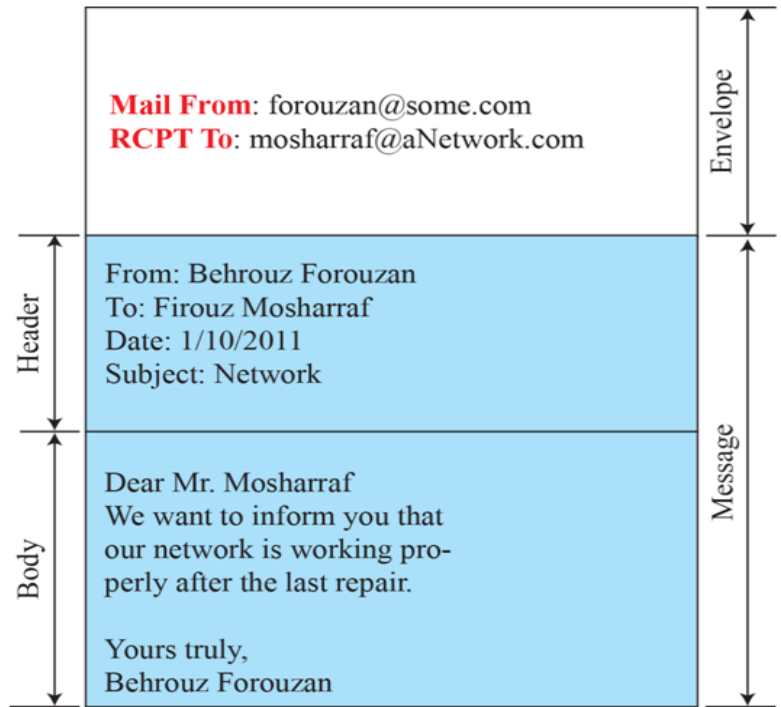 Mail From: forouzan@some.com
RCPT To: mosharraf@aNetwork.com
Envelope
From: Behrouz Forouzan
To: Firouz Mosharraf
Date: 1/10/2011
Subject: Network
Header
Dear Mr. Mosharraf
We want to inform you that
our network is working pro-
perly after the last repair.
Yours truly,
Behrouz Forouzan
Body
Message